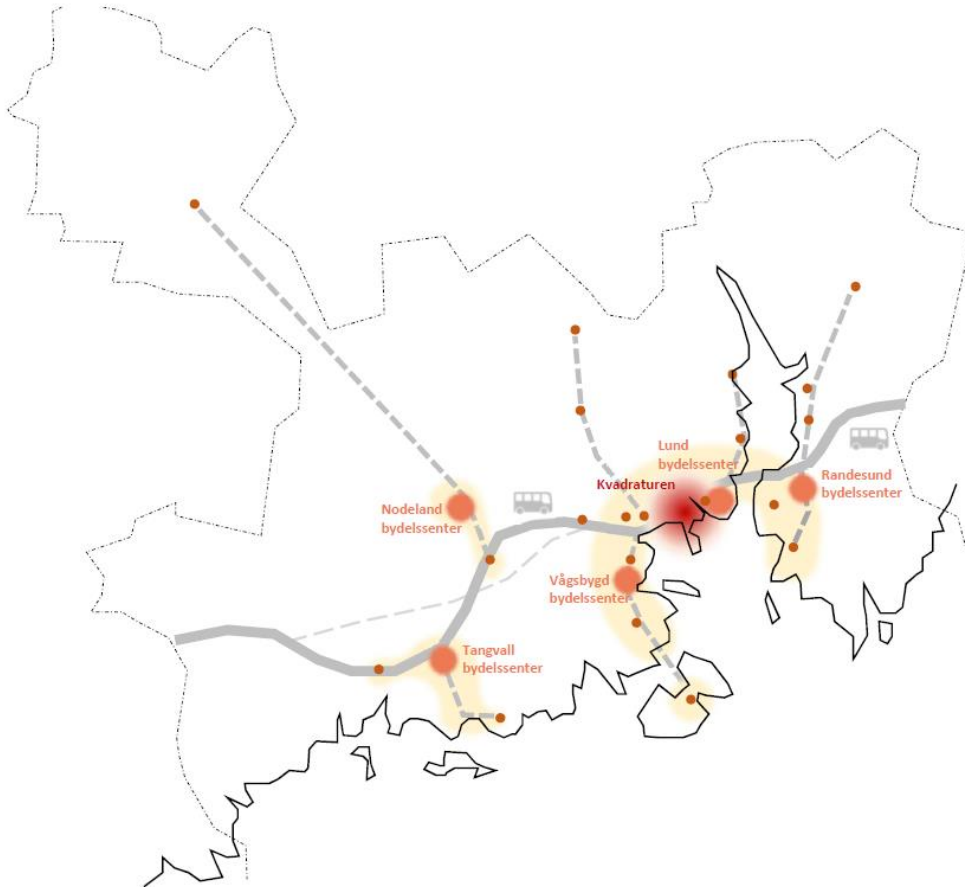 Lund
bydelssenter
Kvadraturen
Randesund
bydelssenter
Nodeland
bydelssenter
Vågsbygd
bydelssenter
Tangvall
bydelssenter